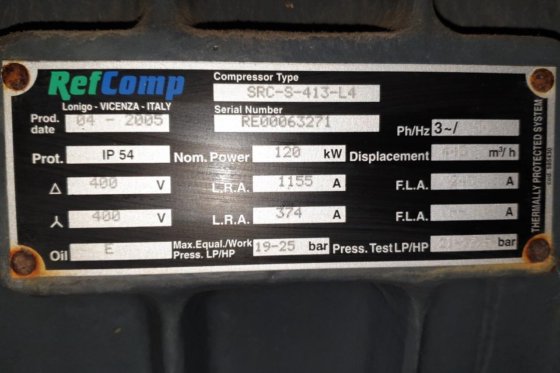 RefComp
Lonigo - VICENZA - ITALY
Compressor Type SRC-S-413-L4
Serial Number RE00063271
Prod. date 04 - 2005
Ph/Hz 3~/
Prot. IP 54 Nom. Power 120 kW Displacement m³/h
△ 400 V L.R.A. 1155 A F.L.A. A
⅄ 400 V L.R.A. 374 A F.L.A. -- A
Oil E Max.Equal./Work Press. LP/HP 19-25 bar Press. Test LP/HP bar
THERMALLY PROTECTED SYSTEM